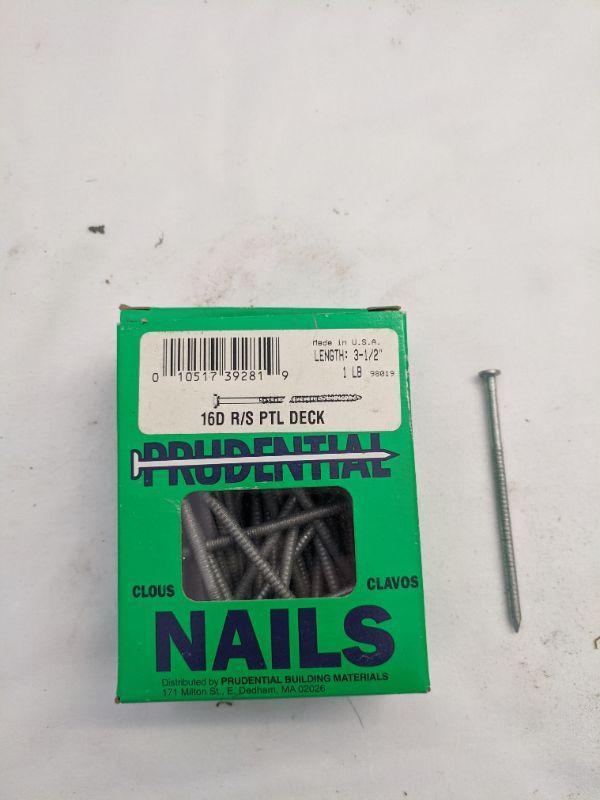 Made in U.S.A.
LENGTH: 3-1/2"
1 LB 98019
0 10517 39281 9
16D R/S PTL DECK
PRUDENTIAL
CLOUS
CLAVOS
NAILS
Distributed by PRUDENTIAL BUILDING MATERIALS
171 Milton St., E. Dedham, MA 02026